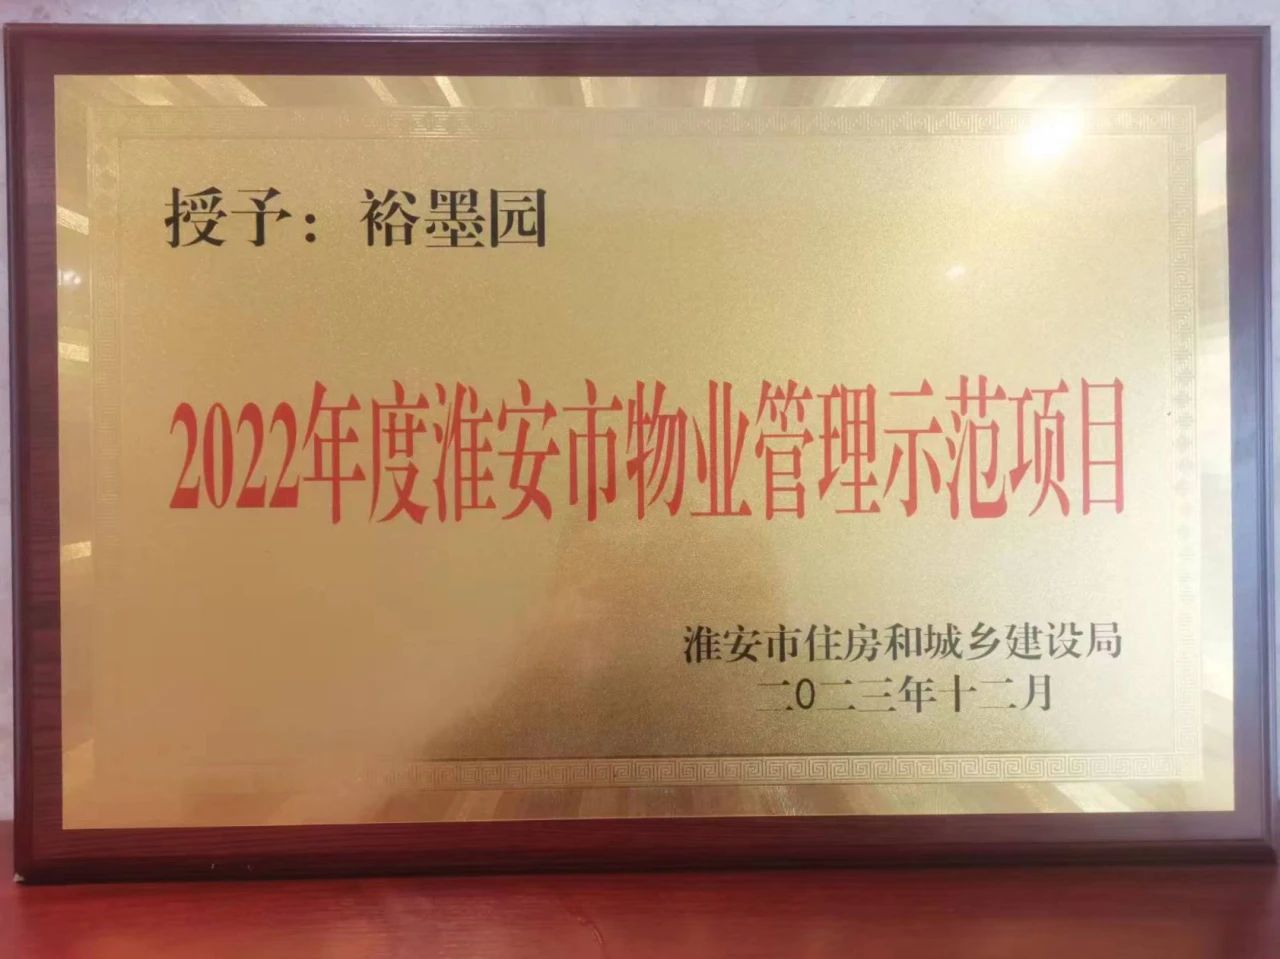 授予：裕墨园
2022年度淮安市物业管理示范项目
淮安市住房和城乡建设局
二〇二三年十二月